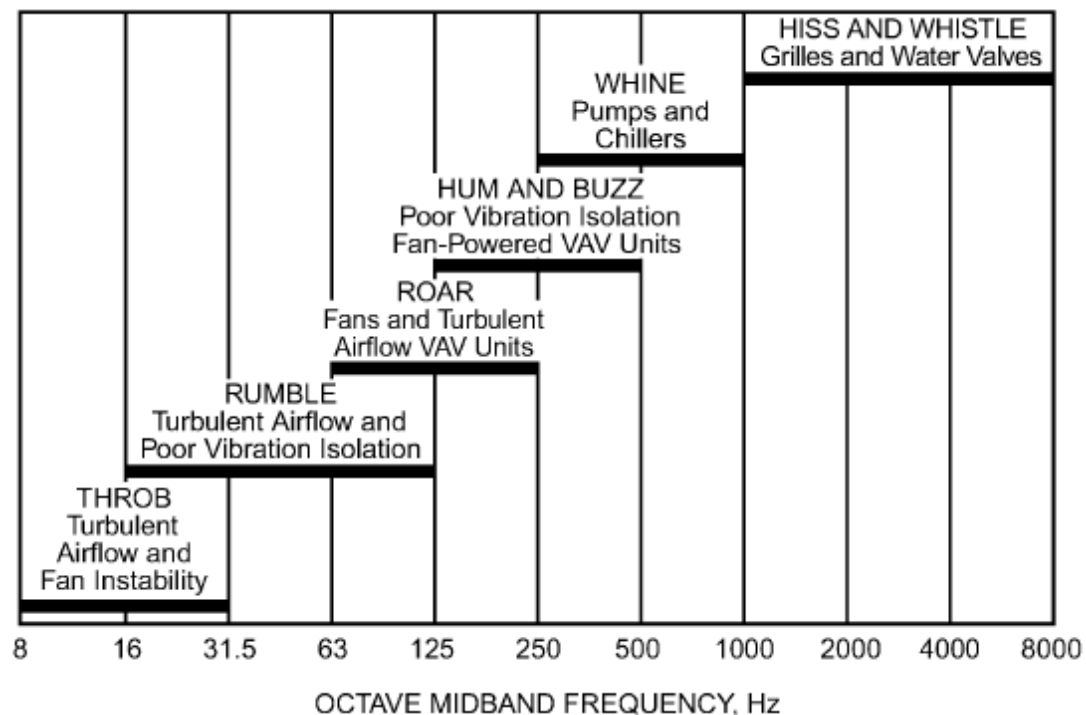 HISS AND WHISTLE
Grilles and Water Valves
WHINE
Pumps and
Chillers
HUM AND BUZZ
Poor Vibration Isolation
Fan-Powered VAV Units
ROAR
Fans and Turbulent
Airflow VAV Units
RUMBLE
Turbulent Airflow and
Poor Vibration Isolation
THROB
Turbulent
Airflow and
Fan Instability
8 16 31.5 63 125 250 500 1000 2000 4000 8000
OCTAVE MIDBAND FREQUENCY, Hz